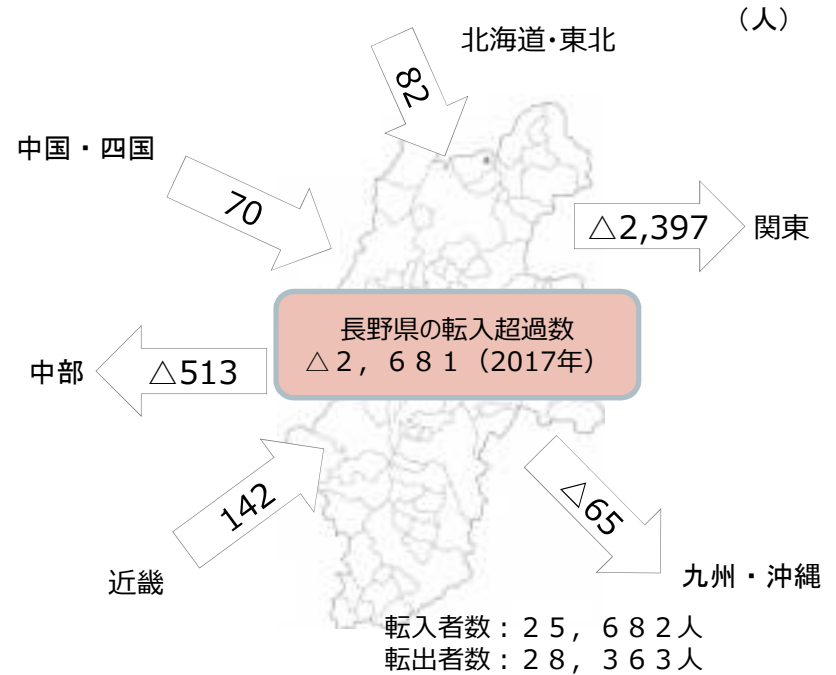 （人）
北海道・東北
82
中国・四国
70
△2,397
関東
長野県の転入超過数
△２，６８１（2017年）
中部
△513
142
近畿
△65
九州・沖縄
転入者数：２５，６８２人
転出者数：２８，３６３人